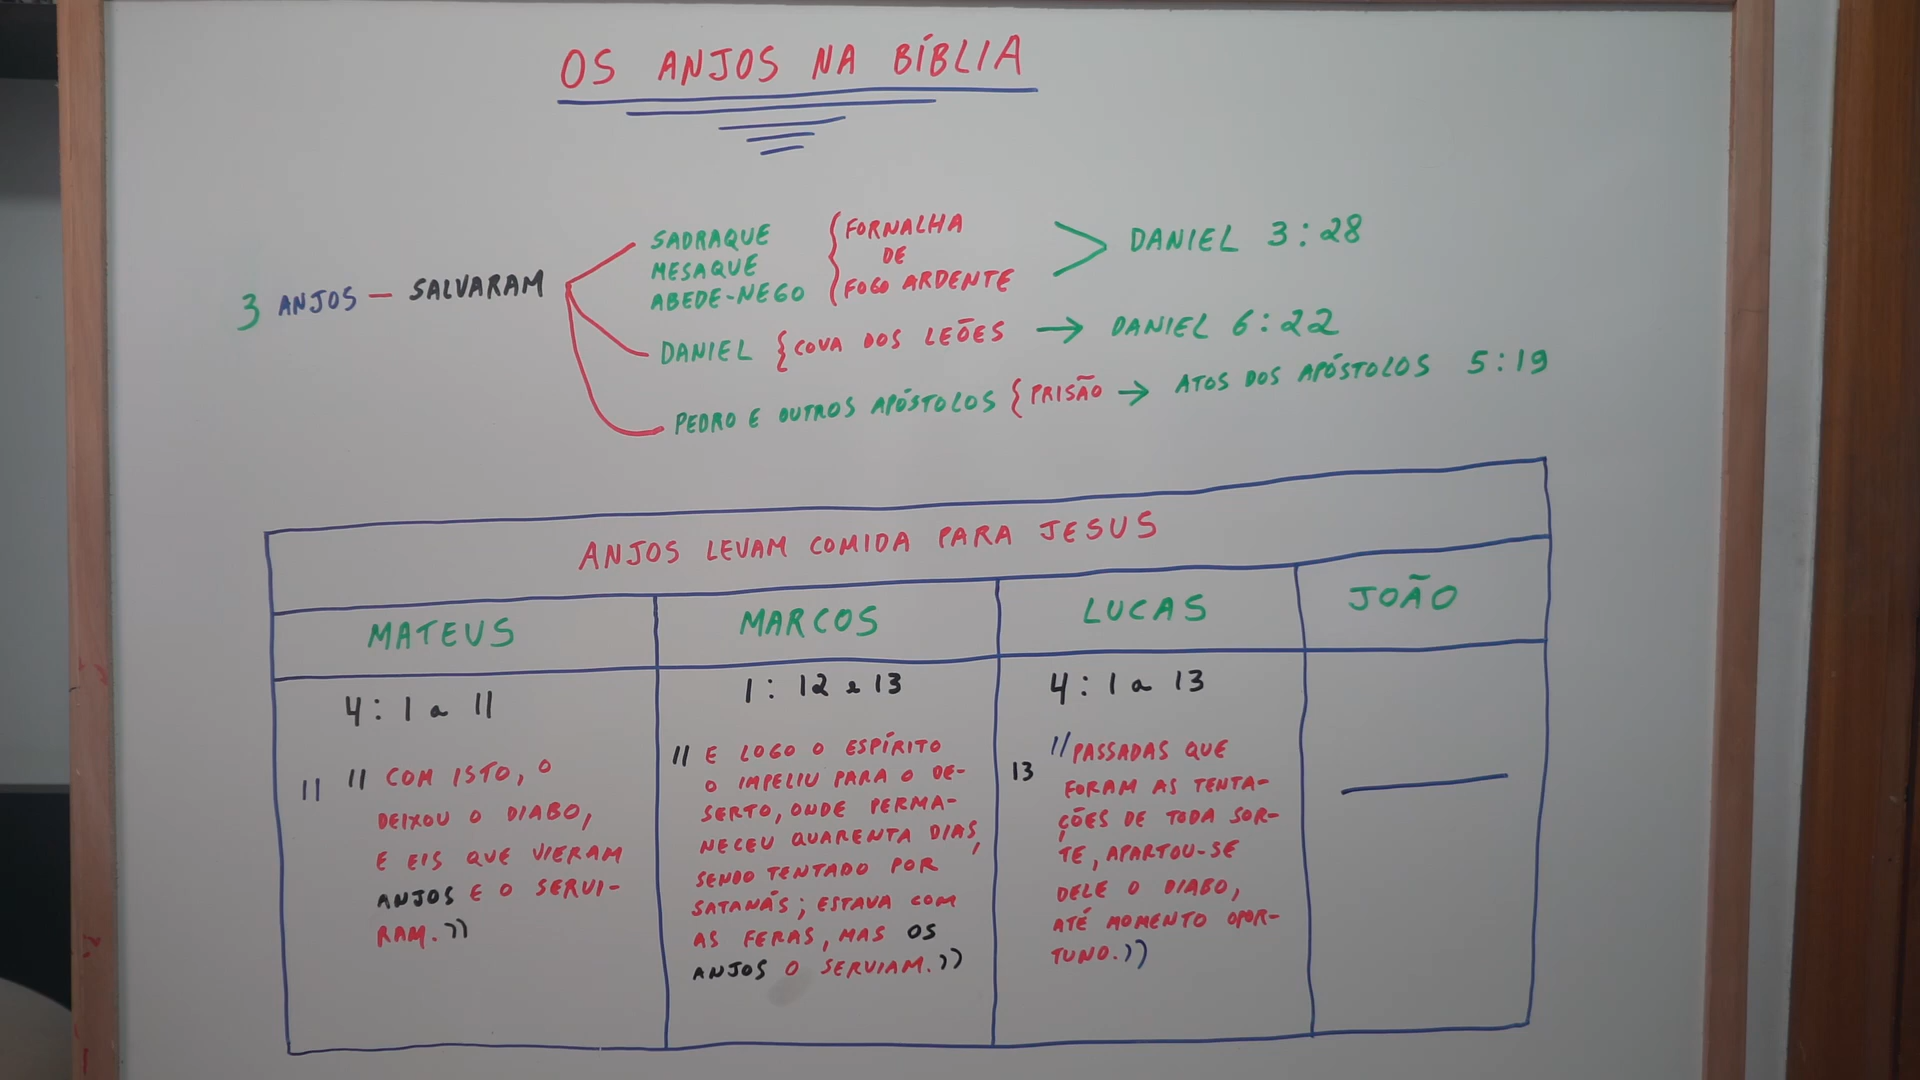 OS ANJOS NA BÍBLIA
3 ANJOS — SALVARAM
SADRAQUE
MESAQUE
ABEDE-NEGO
{ FORNALHA
DE
FOGO ARDENTE
> DANIEL 3:28
DANIEL { COVA DOS LEÕES → DANIEL 6:22
PEDRO E OUTROS APÓSTOLOS { PRISÃO → ATOS DOS APÓSTOLOS 5:19
ANJOS LEVAM COMIDA PARA JESUS
MATEUS
4:1 a 11
11 "COM ISTO, O
DEIXOU O DIABO,
E EIS QUE VIERAM
ANJOS E O SERVI-
RAM."
MARCOS
1: 12 e 13
"E LOGO O ESPÍRITO
O IMPELIU PARA O DE-
SERTO, ONDE PERMA-
NECEU QUARENTA DIAS,
SENDO TENTADO POR
SATANÁS; ESTAVA COM
AS FERAS, MAS OS
ANJOS O SERVIAM."
LUCAS
4:1 a 13
13 "PASSADAS QUE
FORAM AS TENTA-
ÇÕES DE TODA SOR-
TE, APARTOU-SE
DELE O DIABO,
ATÉ MOMENTO OPOR-
TUNO."
JOÃO